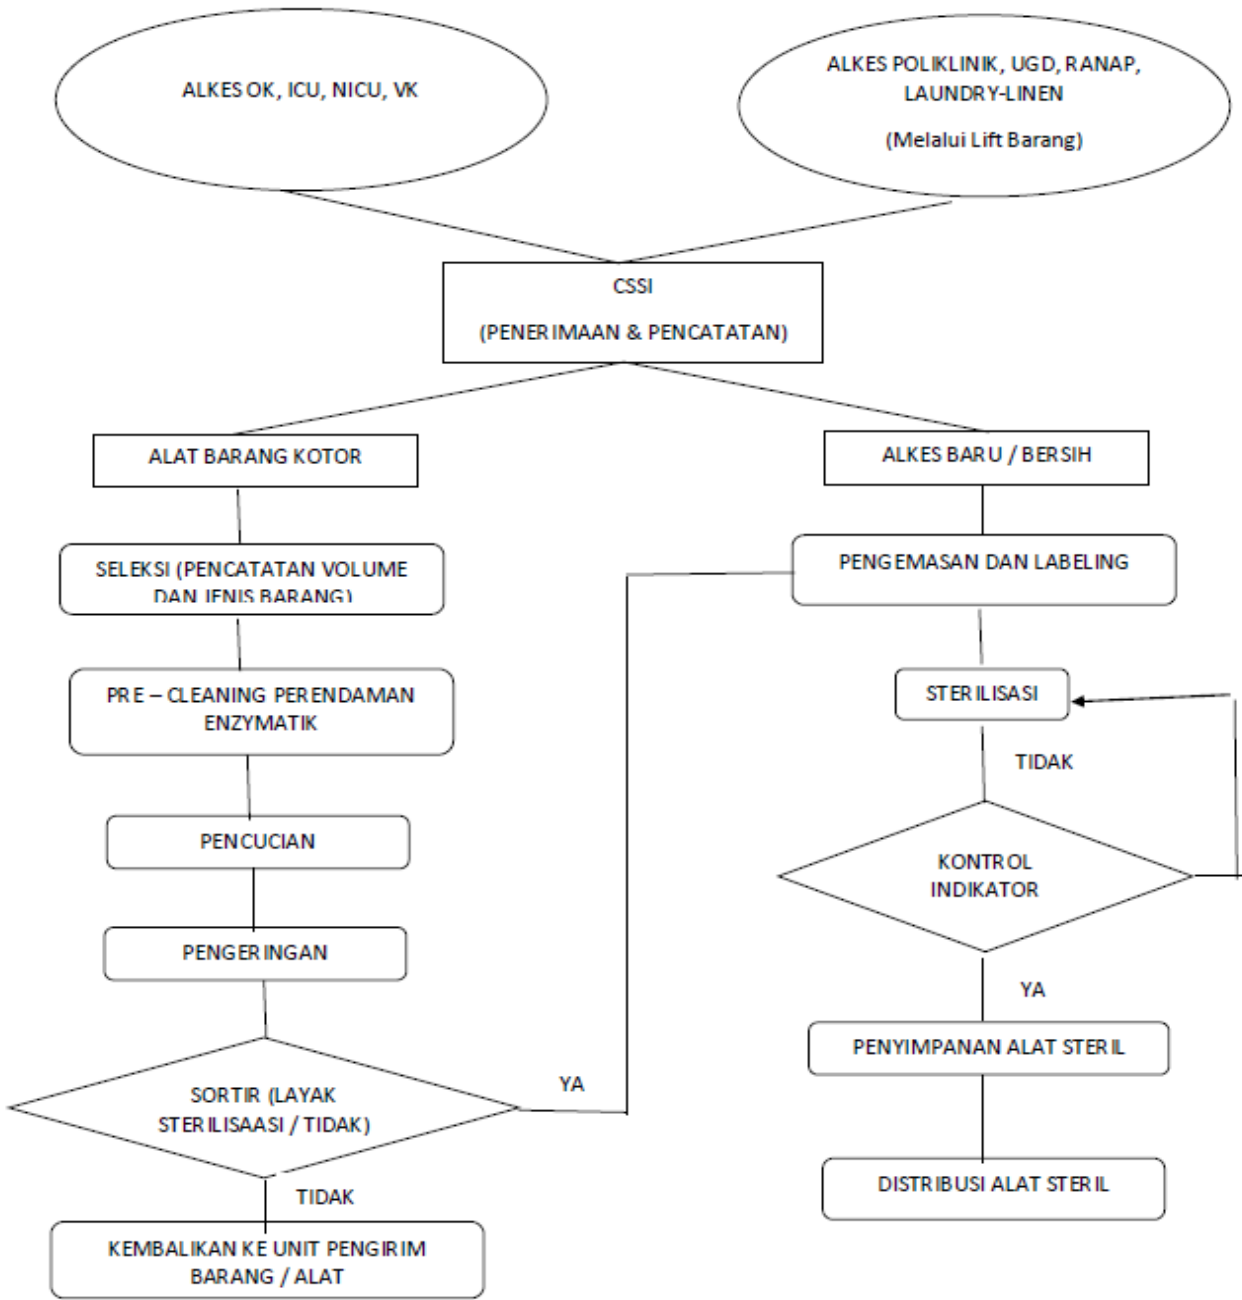 ALKES OK, ICU, NICU, VK
ALKES POLIKLINIK, UGD, RANAP,
LAUNDRY-LINEN
(Melalui Lift Barang)
CSSI
(PENERIMAAN & PENCATATAN)
ALAT BARANG KOTOR
ALKES BARU / BERSIH
SELEKSI (PENCATATAN VOLUME
DAN JENIS BARANG)
PRE – CLEANING PERENDAMAN
ENZYMATIK
PENCUCIAN
PENGERINGAN
SORTIR (LAYAK
STERILISAASI / TIDAK)
YA
TIDAK
KEMBALIKAN KE UNIT PENGIRIM
BARANG / ALAT
PENGEMASAN DAN LABELING
STERILISASI
TIDAK
KONTROL
INDIKATOR
YA
PENYIMPANAN ALAT STERIL
DISTRIBUSI ALAT STERIL